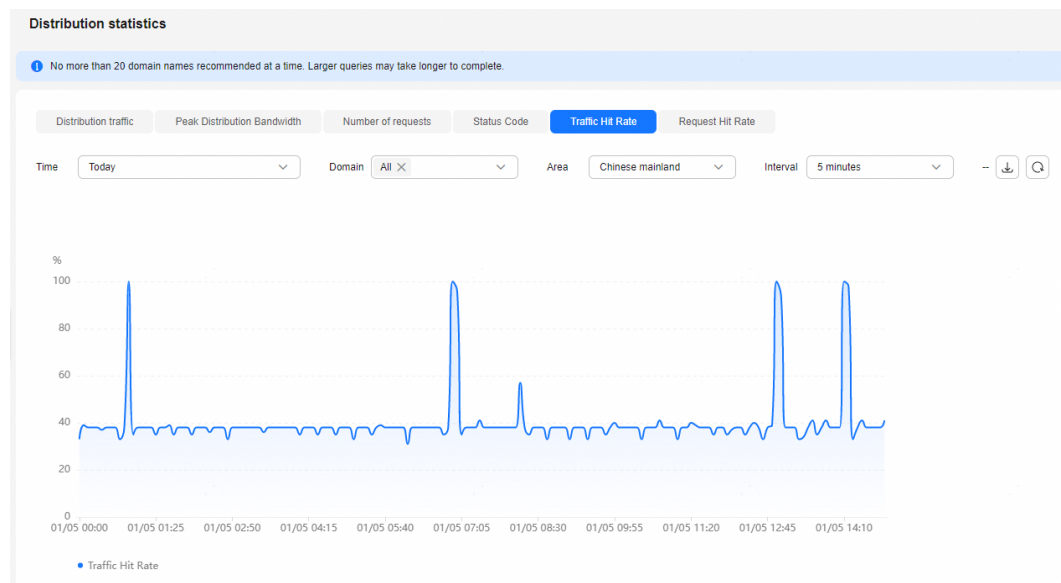 Distribution statistics
No more than 20 domain names recommended at a time. Larger queries may take longer to complete.
Distribution traffic Peak Distribution Bandwidth Number of requests Status Code Traffic Hit Rate Request Hit Rate
Time Today Domain All Area Chinese mainland Interval 5 minutes --
%
100
80
60
40
20
0
01/05 00:00 01/05 01:25 01/05 02:50 01/05 04:15 01/05 05:40 01/05 07:05 01/05 08:30 01/05 09:55 01/05 11:20 01/05 12:45 01/05 14:10
Traffic Hit Rate